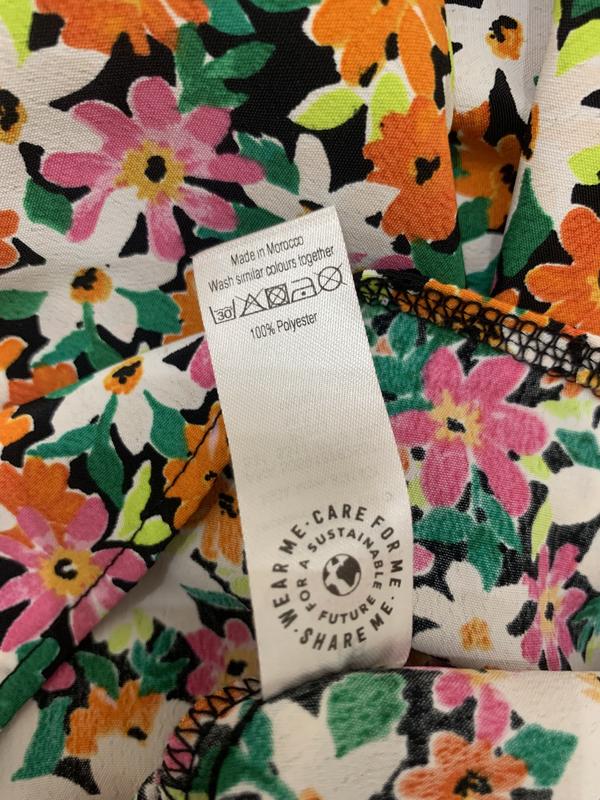 Made in Morocco
Wash similar colours together
30
100% Polyester
WEAR ME · CARE FOR ME · SHARE ME ·
FOR A SUSTAINABLE FUTURE